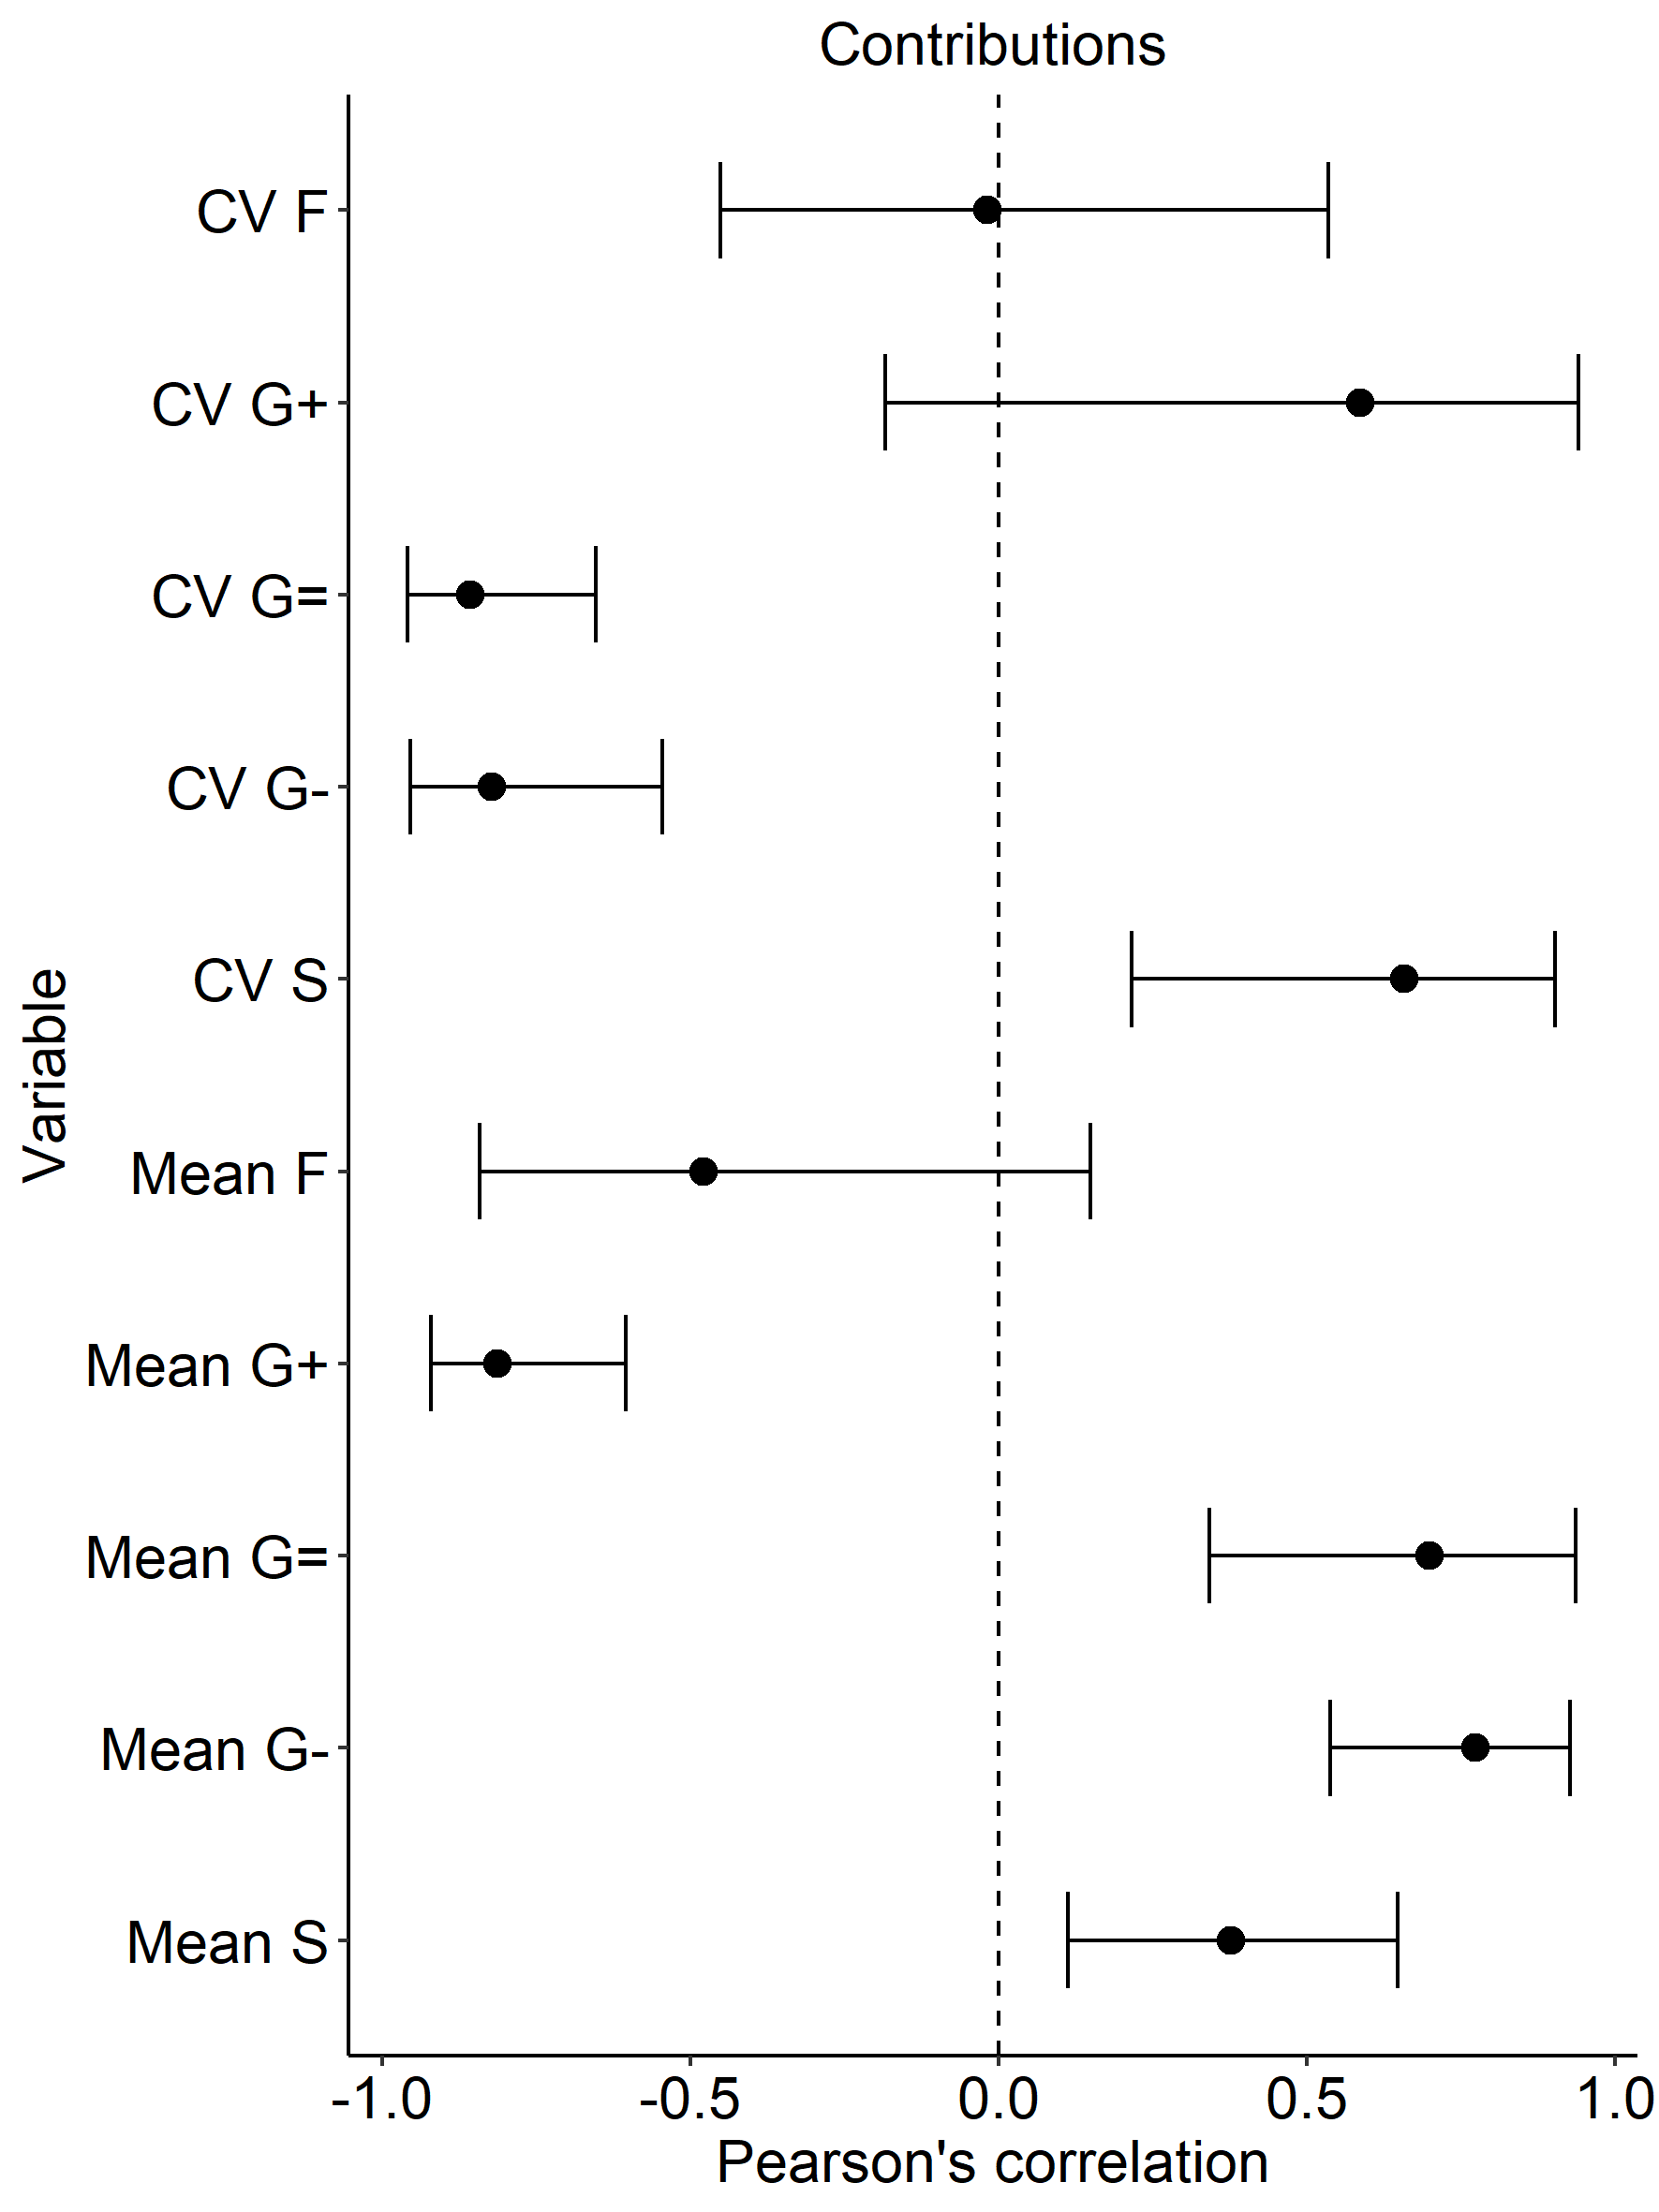 Contributions
CV F
CV G+
CV G=
CV G-
CV S
Mean F
Mean G+
Mean G=
Mean G-
Mean S
Variable
-1.0 -0.5 0.0 0.5 1.0
Pearson's correlation